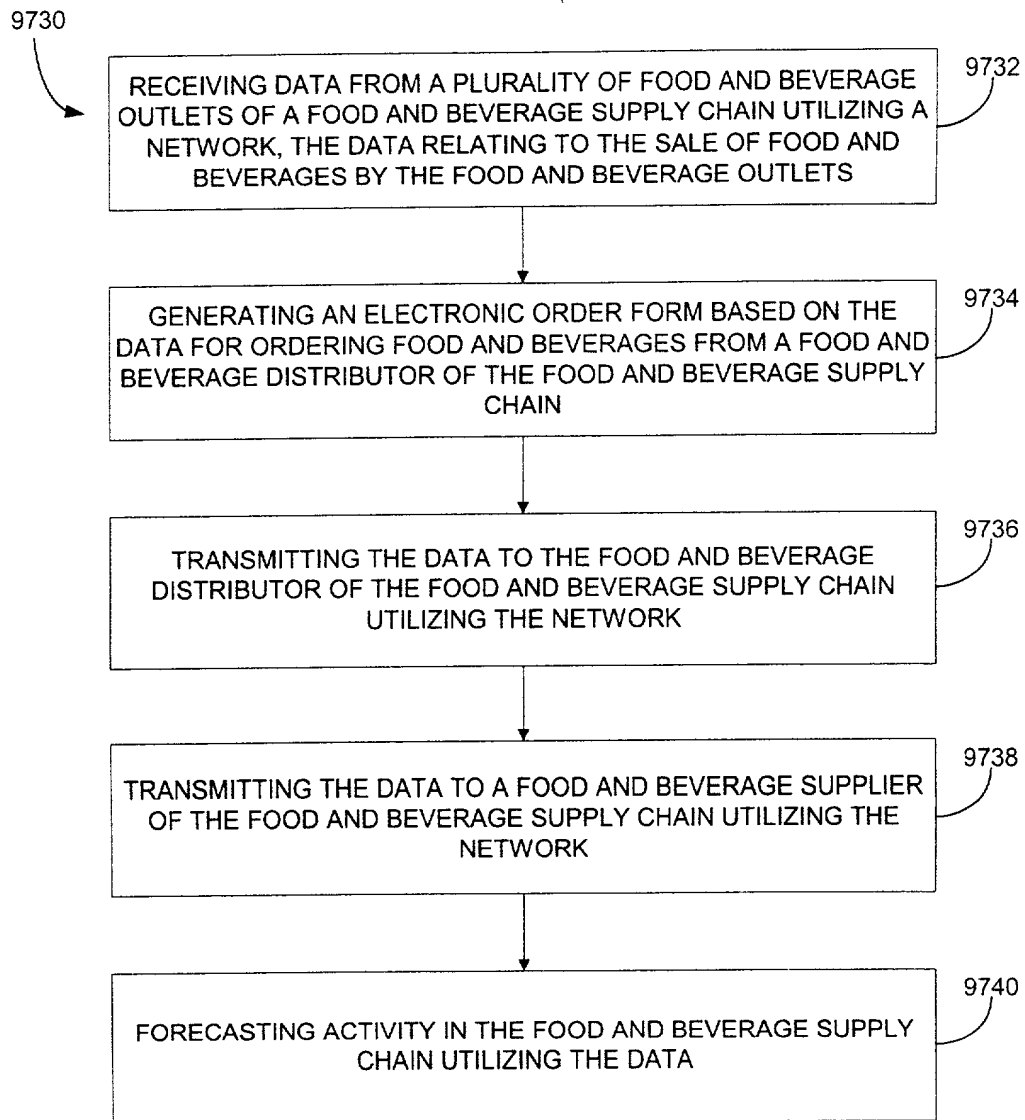 9730
RECEIVING DATA FROM A PLURALITY OF FOOD AND BEVERAGE
OUTLETS OF A FOOD AND BEVERAGE SUPPLY CHAIN UTILIZING A
NETWORK, THE DATA RELATING TO THE SALE OF FOOD AND
BEVERAGES BY THE FOOD AND BEVERAGE OUTLETS
9732
GENERATING AN ELECTRONIC ORDER FORM BASED ON THE
DATA FOR ORDERING FOOD AND BEVERAGES FROM A FOOD AND
BEVERAGE DISTRIBUTOR OF THE FOOD AND BEVERAGE SUPPLY
CHAIN
9734
TRANSMITTING THE DATA TO THE FOOD AND BEVERAGE
DISTRIBUTOR OF THE FOOD AND BEVERAGE SUPPLY CHAIN
UTILIZING THE NETWORK
9736
TRANSMITTING THE DATA TO A FOOD AND BEVERAGE SUPPLIER
OF THE FOOD AND BEVERAGE SUPPLY CHAIN UTILIZING THE
NETWORK
9738
FORECASTING ACTIVITY IN THE FOOD AND BEVERAGE SUPPLY
CHAIN UTILIZING THE DATA
9740